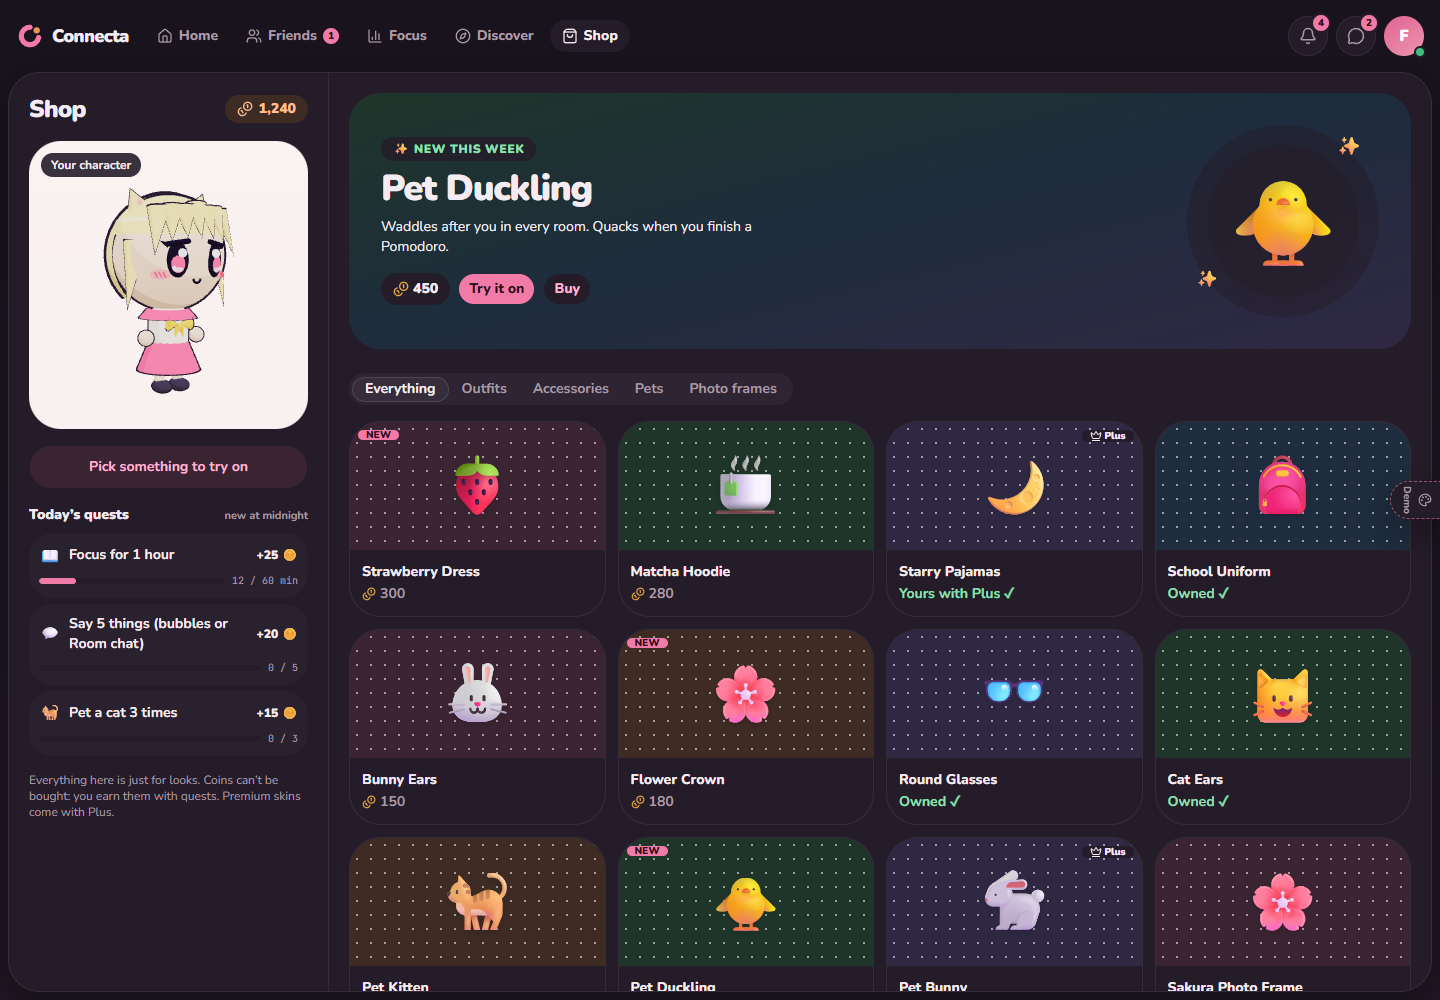 Connecta
Home
Friends 1
Focus
Discover
Shop
4
2
F
Shop
1,240
Your character
Pick something to try on
Today's quests
new at midnight
Focus for 1 hour
+25
12 / 60 min
Say 5 things (bubbles or
Room chat)
+20
0 / 5
Pet a cat 3 times
+15
0 / 3
Everything here is just for looks. Coins can't be
bought: you earn them with quests. Premium skins
come with Plus.
NEW THIS WEEK
Pet Duckling
Waddles after you in every room. Quacks when you finish a
Pomodoro.
450
Try it on
Buy
Everything
Outfits
Accessories
Pets
Photo frames
NEW
Strawberry Dress
300
Matcha Hoodie
280
Plus
Starry Pajamas
Yours with Plus ✓
School Uniform
Owned ✓
Demo
Bunny Ears
150
NEW
Flower Crown
180
Round Glasses
Owned ✓
Cat Ears
Owned ✓
Pet Kitten
NEW
Pet Duckling
Plus
Pet Bunny
Sakura Photo Frame